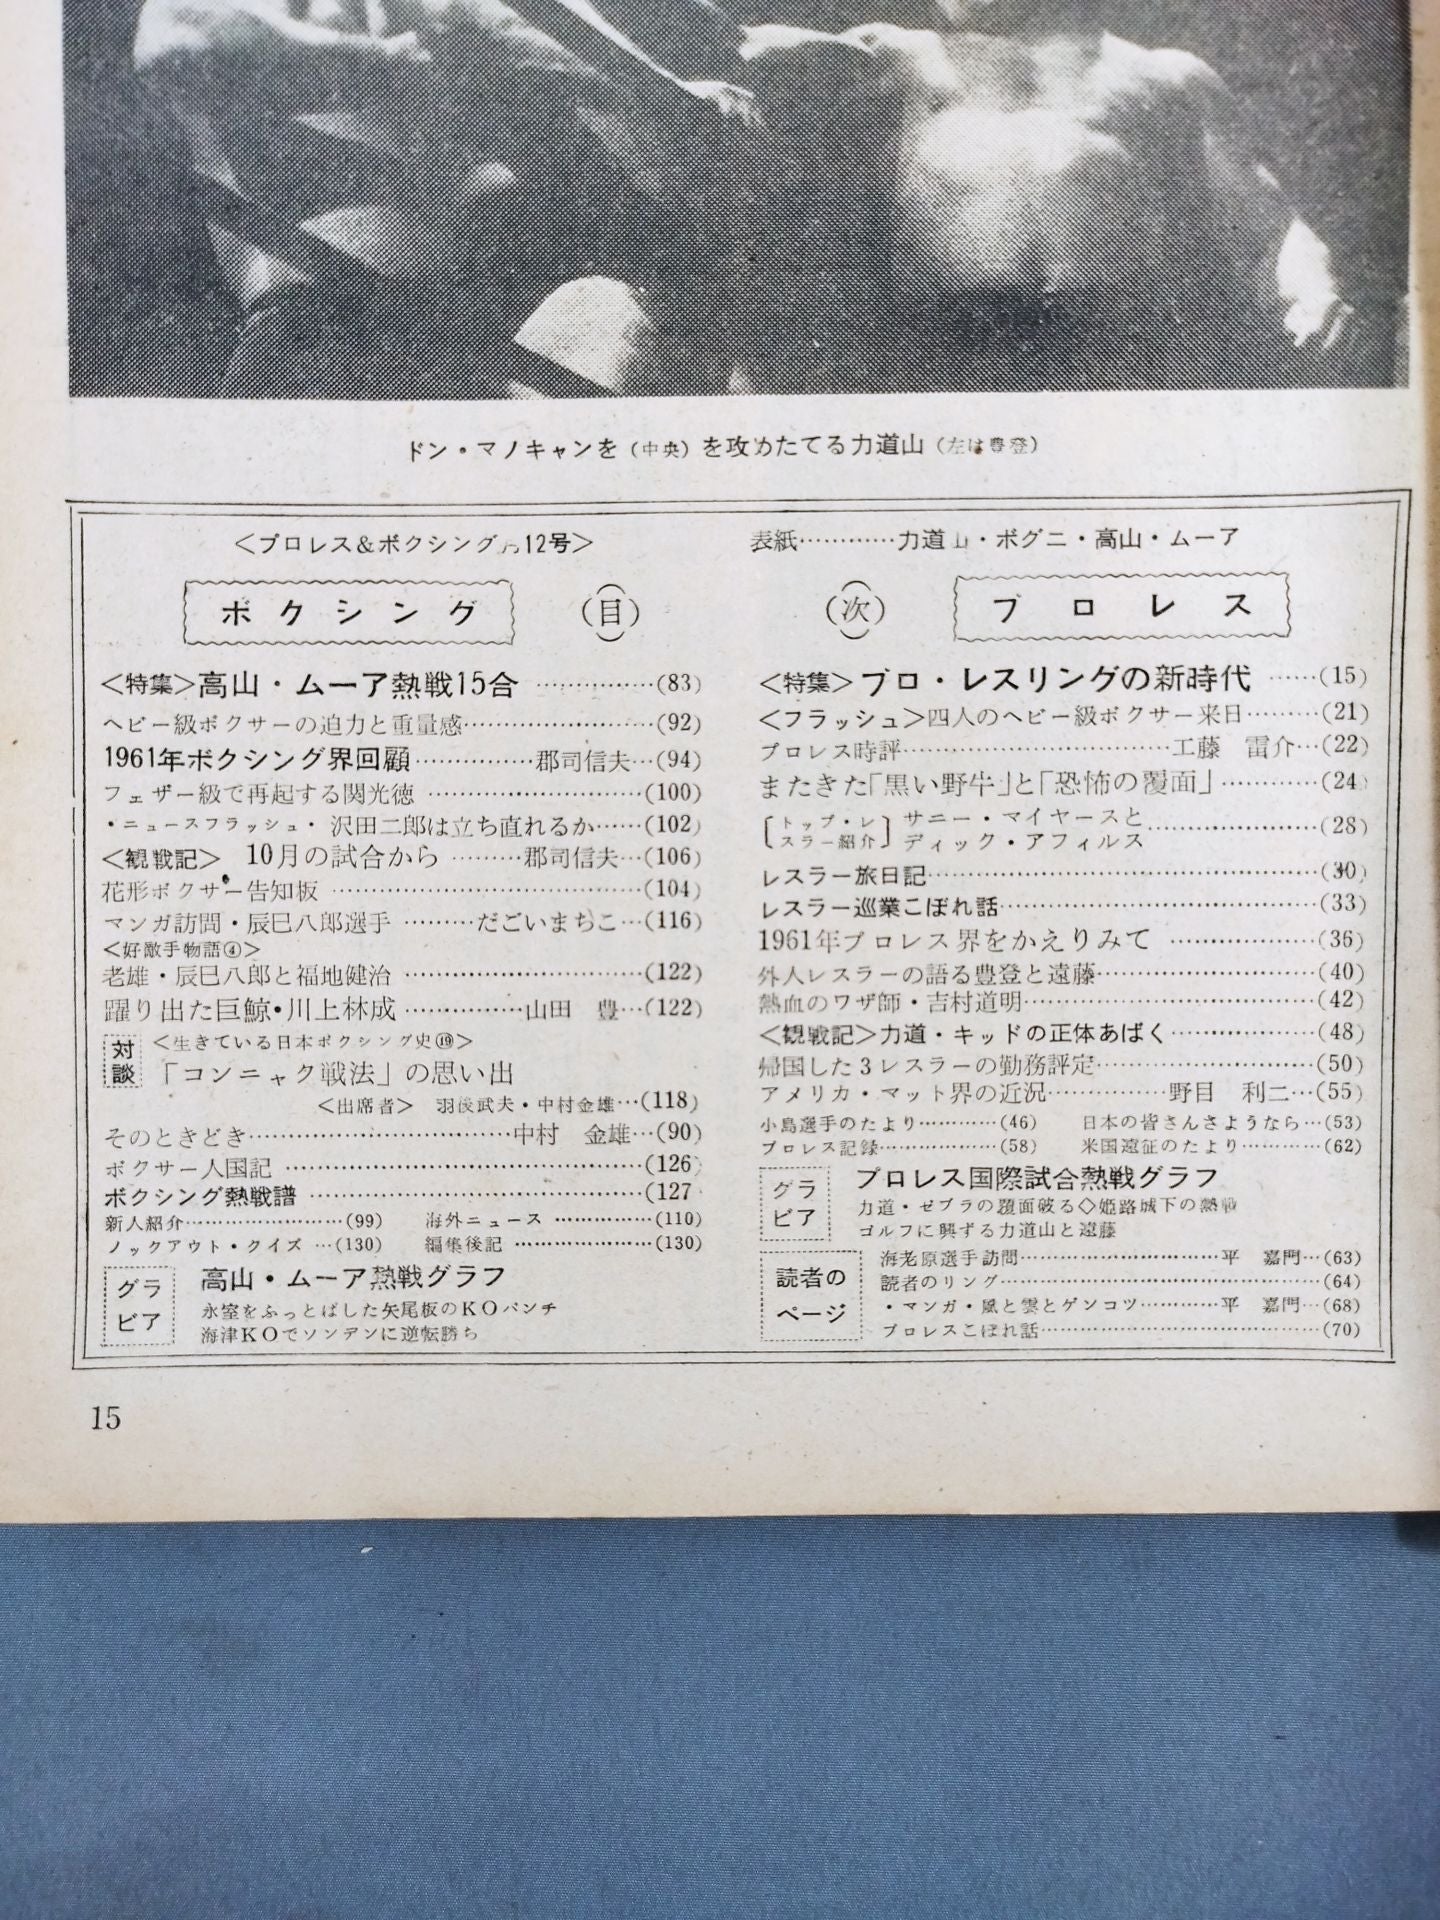 ドン・マノキャンを(中央)を攻めたてる力道山(左は豊登)
<プロレス&ボクシング 12号>
表紙…………力道山・ボグニ・高山・ムーア
(目)
(次)
ボクシング
<特集>高山・ムーア熱戦15合……………(83)
ヘビー級ボクサーの迫力と重量感……………………(92)
1961年ボクシング界回顧……………郡司信夫…(94)
フェザー級で再起する関光徳………………………(100)
・ニュースフラッシュ・沢田二郎は立ち直れるか……(102)
<観戦記> 10月の試合から………郡司信夫…(106)
花形ボクサー告知板…………………………………(104)
マンガ訪問・辰巳八郎選手………だごいまちこ…(116)
<好敵手物語④>
老雄・辰巳八郎と福地健治…………………………(122)
躍り出た巨鯨・川上林成……………山田 豊…(122)
対談
<生きている日本ボクシング史⑲>
「コンニャク戦法」の思い出
<出席者> 羽後武夫・中村金雄…(118)
そのときどき……………………………中村 金雄…(90)
ボクサー人国記………………………………………(126)
ボクシング熱戦譜……………………………………(127)
新人紹介……………………(99) 海外ニュース……………(110)
ノックアウト・クイズ…(130) 編集後記…………………(130)
グラビア
高山・ムーア熱戦グラフ
氷室をふっとばした矢尾板のKOパンチ
海津KOでソンデンに逆転勝ち
プロレス
<特集>プロ・レスリングの新時代……(15)
<フラッシュ>四人のヘビー級ボクサー来日………(21)
プロレス時評……………………………工藤 雷介…(22)
またきた「黒い野牛」と「恐怖の覆面」…………(24)
[トップ・レスラー紹介]サニー・マイヤースとディック・アフィルス…………………(28)
レスラー旅日記…………………………………………(30)
レスラー巡業こぼれ話…………………………………(33)
1961年プロレス界をかえりみて………………(36)
外人レスラーの語る豊登と遠藤………………………(40)
熱血のワザ師・吉村道明………………………………(42)
<観戦記>力道・キッドの正体あばく………………(48)
帰国した3レスラーの勤務評定………………………(50)
アメリカ・マット界の近況……………野目 利二…(55)
小島選手のたより…………(46) 日本の皆さんさようなら…(53)
プロレス記録………………(58) 米国遠征のたより…………(62)
グラビア
プロレス国際試合熱戦グラフ
力道・ゼブラの覆面破る◇姫路城下の熱戦
ゴルフに興ずる力道山と遠藤
読者のページ
海老原選手訪問………………………平 嘉門…(63)
読者のリング……………………………………(64)
・マンガ・風と雲とゲンコツ…………平 嘉門…(68)
プロレスこぼれ話………………………………(70)
15